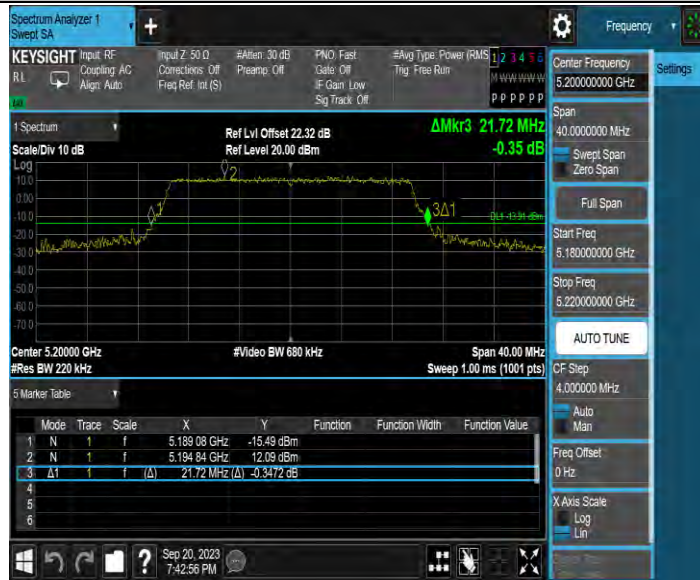 Spectrum Analyzer 1
Swept SA
+
Frequency
KEYSIGHT
RL
Input: RF
Coupling: AC
Align: Auto
Input Z: 50 Ω
Corrections: Off
Freq Ref: Int (S)
#Atten: 30 dB
Preamp: Off
PNO: Fast
Gate: Off
IF Gain: Low
Sig Track: Off
#Avg Type: Power (RMS
Trig: Free Run
1 2 3 4 5 6
M W W W W W
P P P P P P
1 Spectrum
Scale/Div 10 dB
Ref Lvl Offset 22.32 dB
Ref Level 20.00 dBm
ΔMkr3 21.72 MHz
-0.35 dB
Log
10.0
0.00
-10.0
-20.0
-30.0
-40.0
-50.0
-60.0
-70.0
1
2
3Δ1
Center 5.20000 GHz
#Res BW 220 kHz
#Video BW 680 kHz
Span 40.00 MHz
Sweep 1.00 ms (1001 pts)
5 Marker Table
Mode Trace Scale X Y Function Function Width Function Value
1 N 1 f 5.189 08 GHz -15.49 dBm
2 N 1 f 5.194 84 GHz 12.09 dBm
3 Δ1 1 f (Δ) 21.72 MHz (Δ) -0.3472 dB
4
5
6
?
Sep 20, 2023
7:42:56 PM
Center Frequency
5.200000000 GHz
Settings
Span
40.0000000 MHz
Swept Span
Zero Span
Full Span
Start Freq
5.180000000 GHz
Stop Freq
5.220000000 GHz
AUTO TUNE
CF Step
4.000000 MHz
Auto
Man
Freq Offset
0 Hz
X Axis Scale
Log
Lin